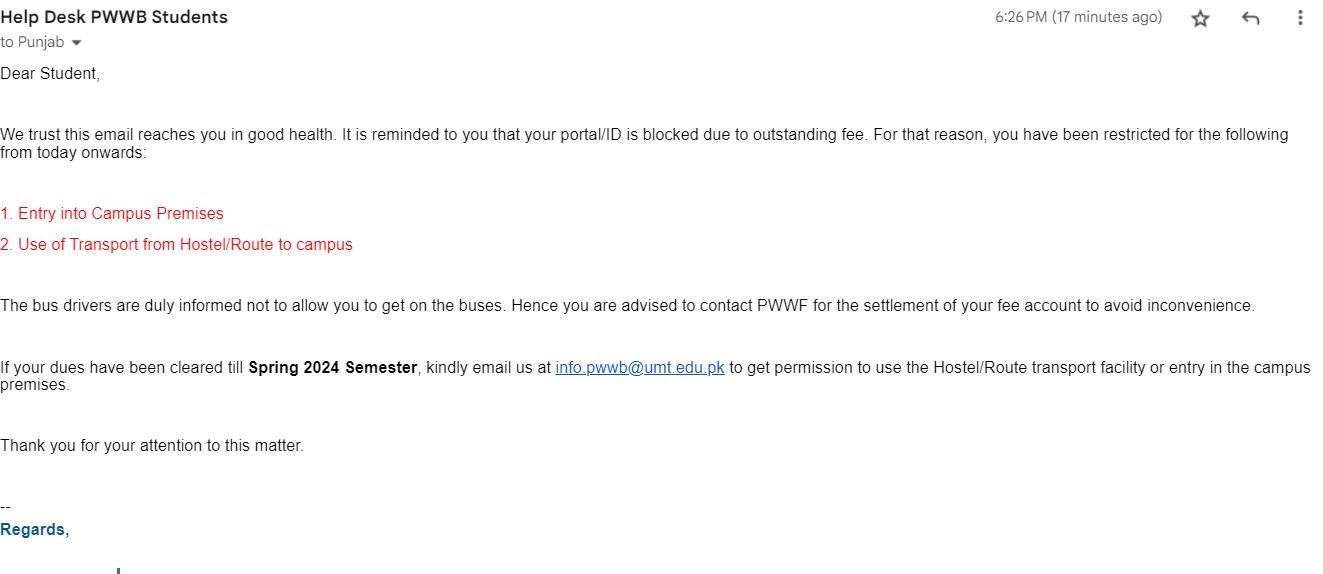 Help Desk PWWB Students
6:26 PM (17 minutes ago)
to Punjab
Dear Student,
We trust this email reaches you in good health. It is reminded to you that your portal/ID is blocked due to outstanding fee. For that reason, you have been restricted for the following
from today onwards:
1. Entry into Campus Premises
2. Use of Transport from Hostel/Route to campus
The bus drivers are duly informed not to allow you to get on the buses. Hence you are advised to contact PWWF for the settlement of your fee account to avoid inconvenience.
If your dues have been cleared till Spring 2024 Semester, kindly email us at info.pwwb@umt.edu.pk to get permission to use the Hostel/Route transport facility or entry in the campus
premises.
Thank you for your attention to this matter.
--
Regards,